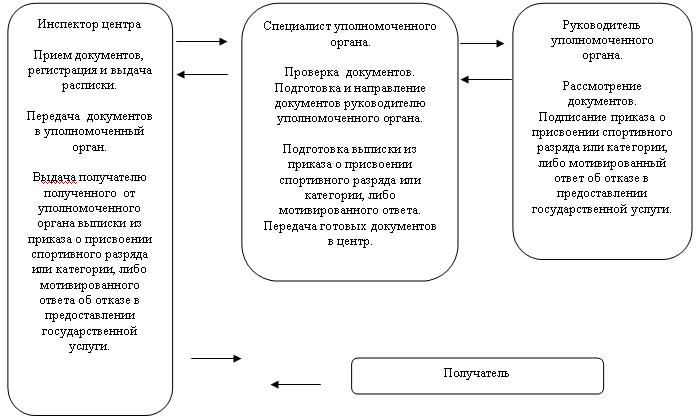 Инспектор центра
Прием документов,
регистрация и выдача
расписки.
Передача документов
в уполномоченный
орган.
Выдача получателю
полученного от
уполномоченного
органа выписки из
приказа о присвоении
спортивного разряда
или категории, либо
мотивированного
ответа об отказе в
предоставлении
государственной
услуги.
Специалист уполномоченного
органа.
Проверка документов.
Подготовка и направление
документов руководителю
уполномоченного органа.
Подготовка выписки из
приказа о присвоении
спортивного разряда или
категории, либо
мотивированного ответа.
Передача готовых документов
в центр.
Руководитель
уполномоченного
органа.
Рассмотрение
документов.
Подписание приказа о
присвоении спортивного
разряда или категории,
либо мотивированный
ответ об отказе в
предоставлении
государственной услуги.
Получатель